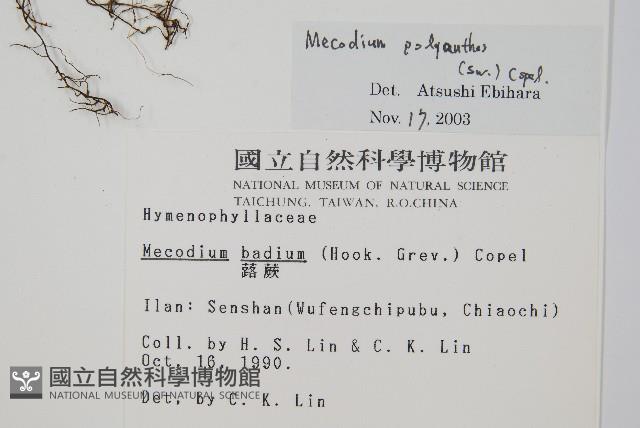 Mecodium polyanthos
(Sw.) Copel.
Det. Atsushi Ebihara
Nov. 17, 2003
國立自然科學博物館
NATIONAL MUSEUM OF NATURAL SCIENCE
TAICHUNG, TAIWAN, R.O.CHINA
Hymenophyllaceae
Mecodium badium (Hook. Grev.) Copel
蕗蕨
Ilan: Senshan(Wufengchipubu, Chiaochi)
Coll. by H. S. Lin & C. K. Lin
Oct. 16, 1990.
國立自然科學博物館
NATIONAL MUSEUM OF NATURAL SCIENCE
Det, by C. K. Lin